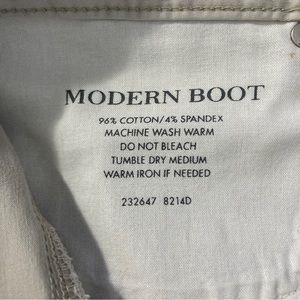 MODERN BOOT
96% COTTON/4% SPANDEX
MACHINE WASH WARM
DO NOT BLEACH
TUMBLE DRY MEDIUM
WARM IRON IF NEEDED
232647 8214D